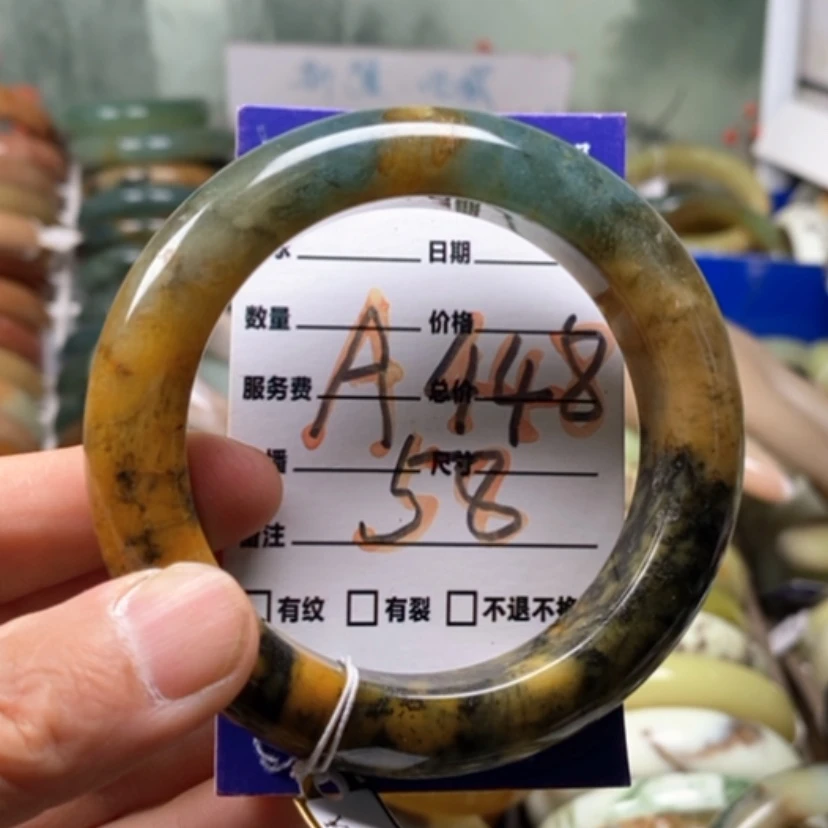 日期
数量 价格
服务费 总价
A 448
播 尺寸
58
注
有纹 有裂 不退不换